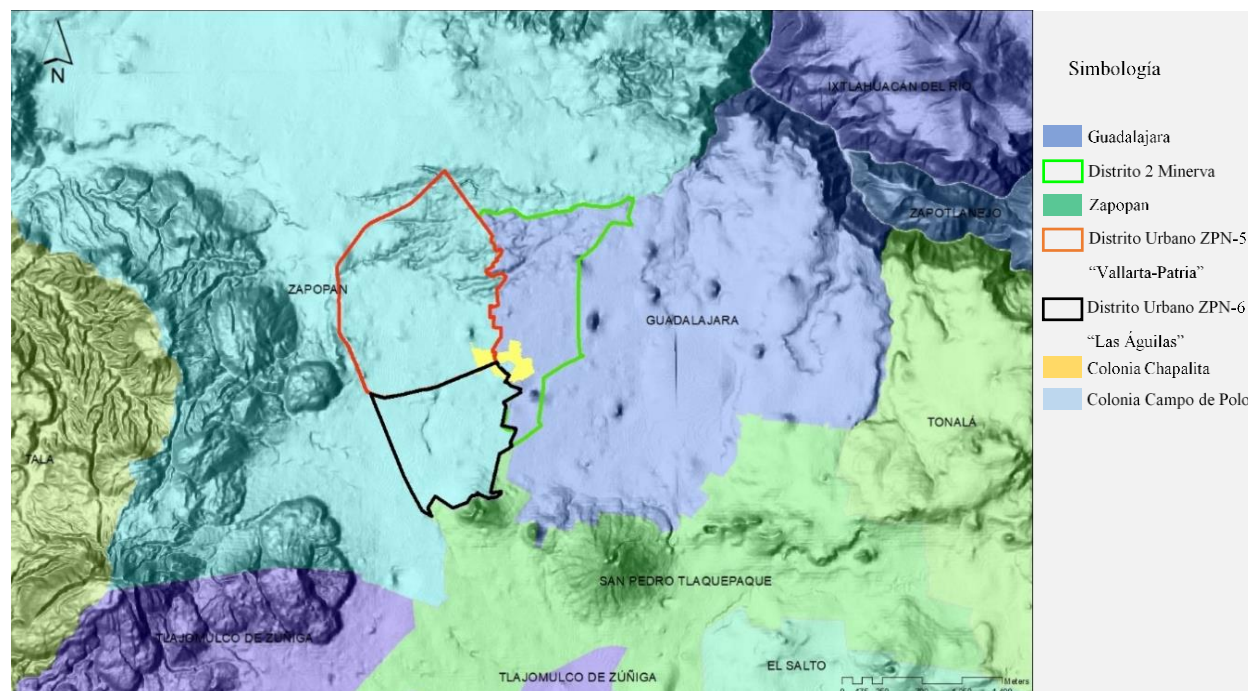 N
IXTLAHUACÁN DEL RÍO
ZAPOTLANEJO
ZAPOPAN
GUADALAJARA
TONALÁ
TALA
SAN PEDRO TLAQUEPAQUE
TLAJOMULCO DE ZÚÑIGA
EL SALTO
TLAJOMULCO DE ZÚÑIGA
Meters
Simbología
Guadalajara
Distrito 2 Minerva
Zapopan
Distrito Urbano ZPN-5
“Vallarta-Patria”
Distrito Urbano ZPN-6
“Las Águilas”
Colonia Chapalita
Colonia Campo de Polo